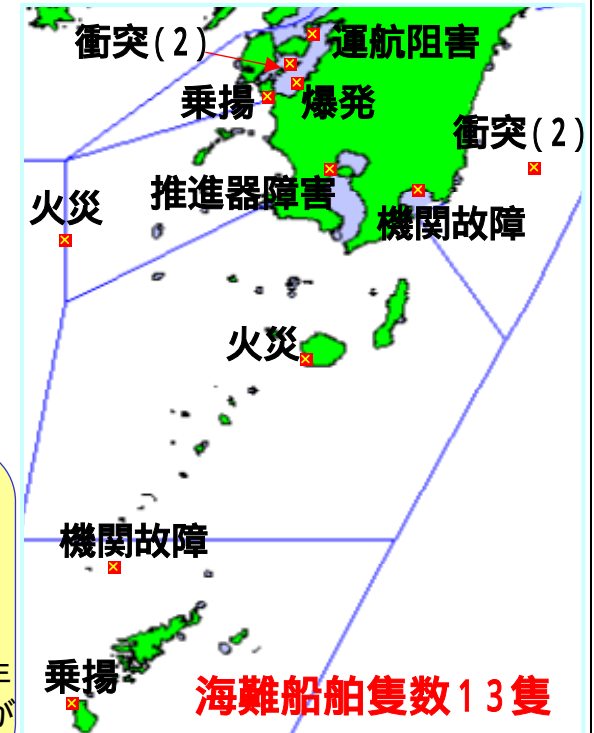 衝突(2)
運航阻害
乗揚
爆発
衝突(2)
推進器障害
機関故障
火災
火災
機関故障
乗揚
海難船舶隻数13隻
が